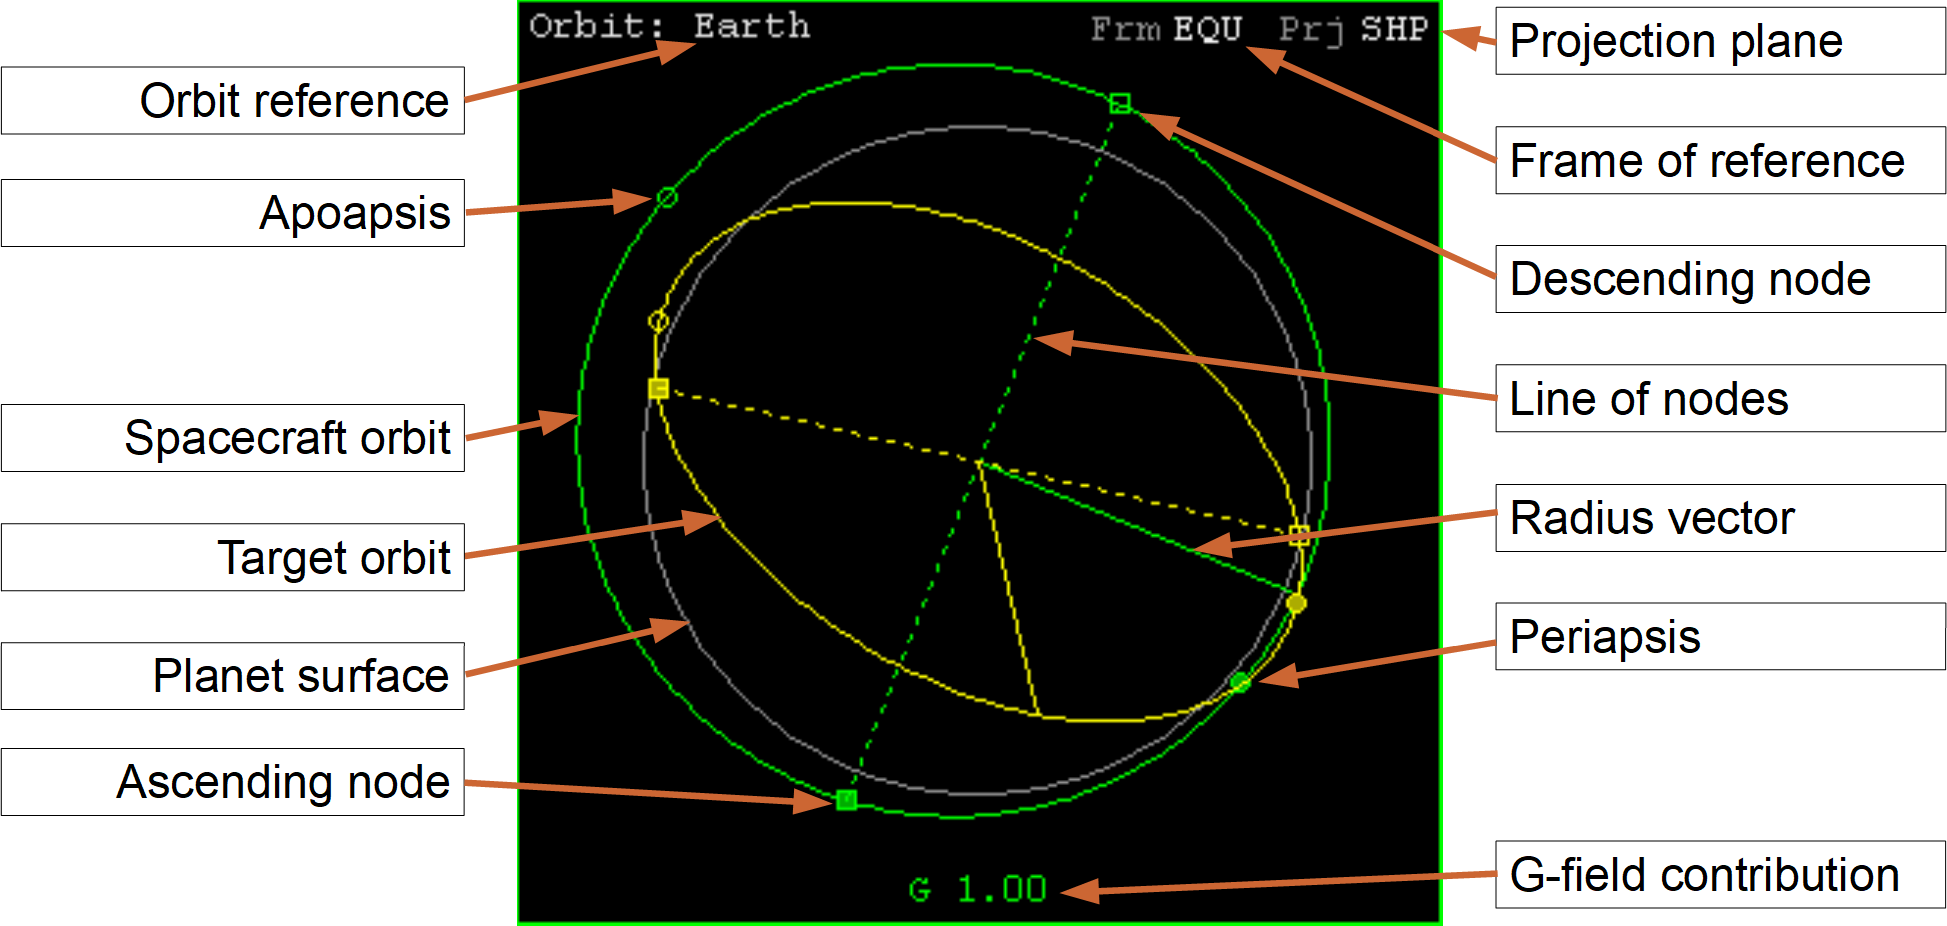 Orbit: Earth Frm EQU Prj SHP
Projection plane
Orbit reference
Frame of reference
Apoapsis
Descending node
Line of nodes
Spacecraft orbit
Radius vector
Target orbit
Periapsis
Planet surface
Ascending node
G-field contribution
G 1.00